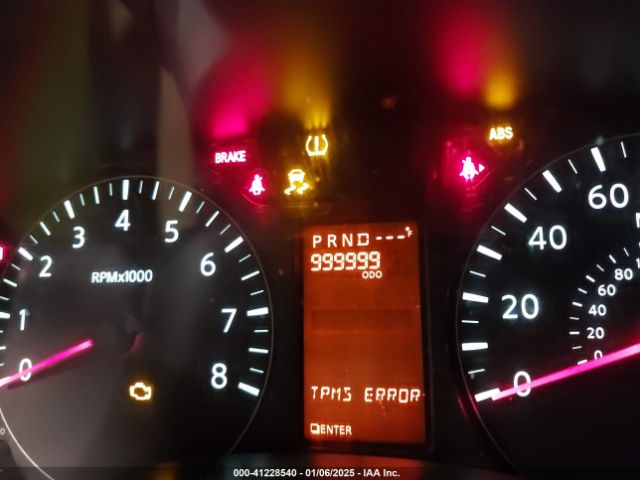 ABS
BRAKE
PRND---°F
999999
ODO
RPMx1000
0 1 2 3 4 5 6 7 8
0 20 40 60
0 20 40 60 80
TPMS ERROR
ENTER
000-41228540 - 01/06/2025 - IAA Inc.